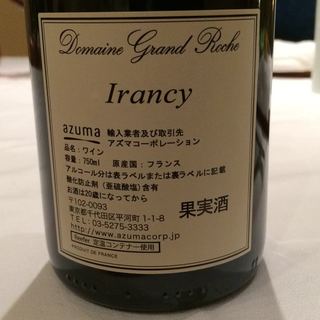 Domaine Grand Roche
Irancy
azuma 輸入業者及び取引先
アズマコーポレーション
品名：ワイン
容量：750ml 原産国：フランス
アルコール分は表ラベルまたは裏ラベルに記載
酸化防止剤（亜硫酸塩）含有
お酒は20歳になってから
〒102-0093
東京都千代田区平河町1-1-8
TEL：03-5275-3333
http://www.azumacorp.jp
果実酒
Reefer 定温コンテナー使用
PRODUIT DE FRANCE